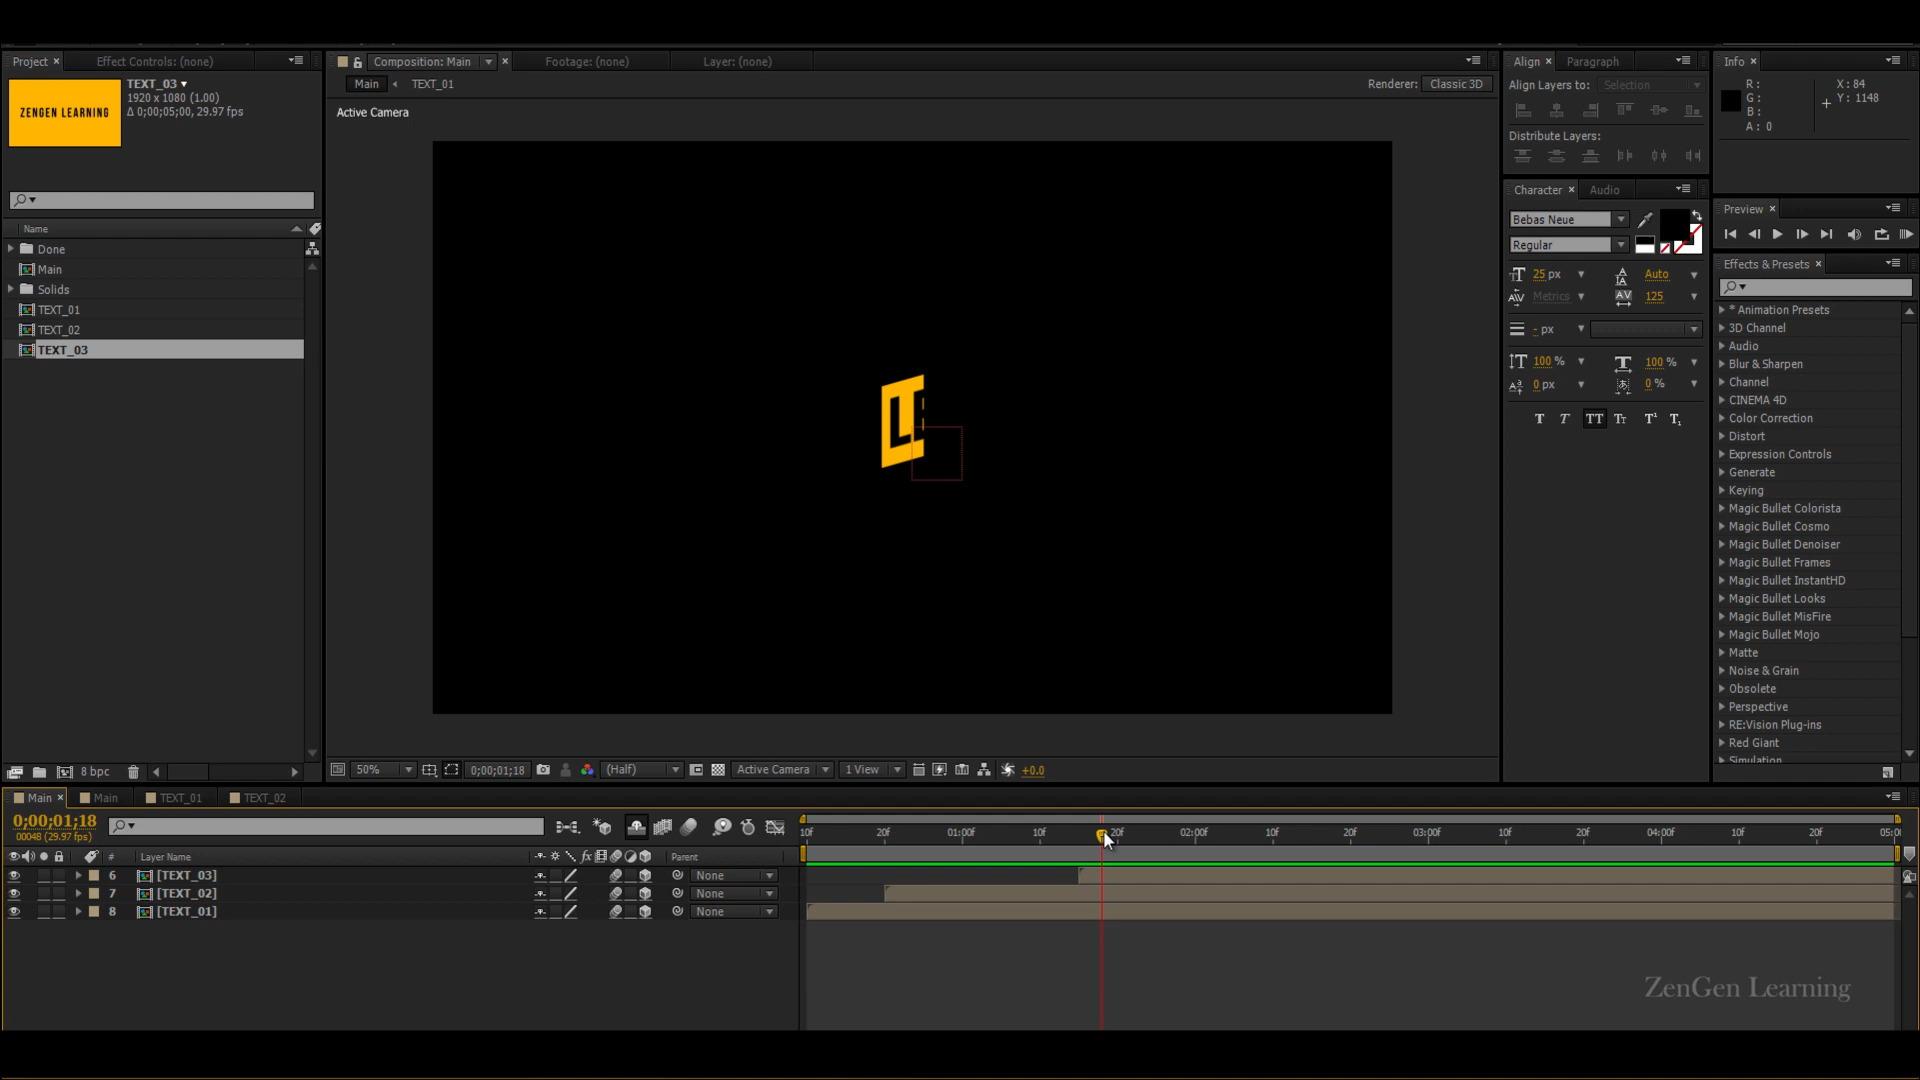 Project
Effect Controls: (none)
TEXT_03
1920 x 1080 (1.00)
Δ 0;00;05;00, 29.97 fps
ZENGEN LEARNING
Name
Done
Main
Solids
TEXT_01
TEXT_02
TEXT_03
8 bpc
Composition: Main
Footage: (none)
Layer: (none)
Main
TEXT_01
Renderer: Classic 3D
Active Camera
50%
0;00;01;18
(Half)
Active Camera
1 View
+0.0
Align
Paragraph
Align Layers to: Selection
Distribute Layers:
Character
Audio
Bebas Neue
Regular
25 px
Auto
Metrics
125
- px
100 %
100 %
0 px
0 %
T T TT Tt T¹ T₁
Info
R :
G :
B :
A : 0
X : 84
Y : 1148
Preview
Effects & Presets
* Animation Presets
3D Channel
Audio
Blur & Sharpen
Channel
CINEMA 4D
Color Correction
Distort
Expression Controls
Generate
Keying
Magic Bullet Colorista
Magic Bullet Cosmo
Magic Bullet Denoiser
Magic Bullet Frames
Magic Bullet InstantHD
Magic Bullet Looks
Magic Bullet MisFire
Magic Bullet Mojo
Matte
Noise & Grain
Obsolete
Perspective
RE:Vision Plug-ins
Red Giant
Simulation
Main
Main
TEXT_01
TEXT_02
0;00;01;18
00048 (29.97 fps)
10f 20f 01:00f 10f 20f 02:00f 10f 20f 03:00f 10f 20f 04:00f 10f 20f 05:00
# Layer Name
fx
Parent
6 [TEXT_03] None
7 [TEXT_02] None
8 [TEXT_01] None
ZenGen Learning